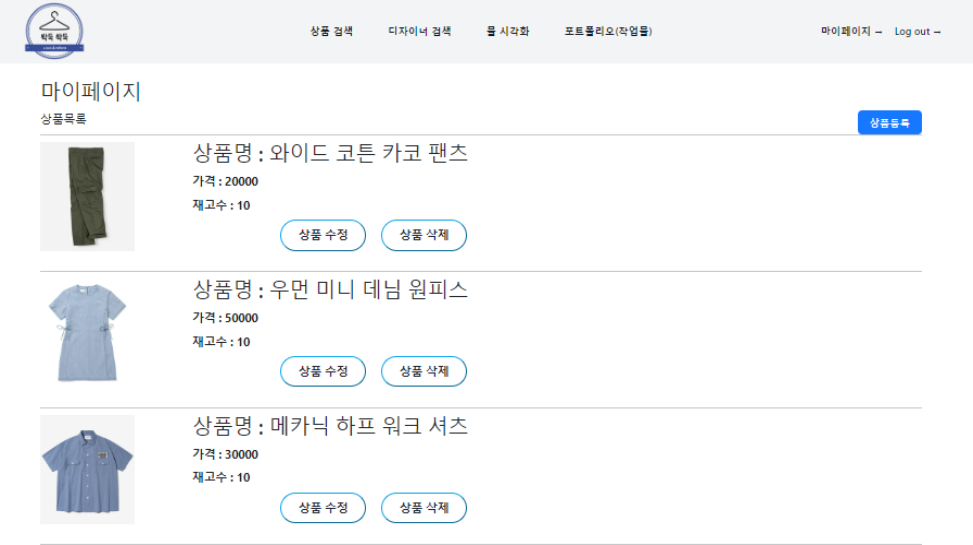 싹둑 싹둑
상품 검색 디자이너 검색 몰 시각화 포트폴리오(작업물) 마이페이지 → Log out →
마이페이지
상품목록 상품등록
상품명 : 와이드 코튼 카코 팬츠
가격 : 20000
재고수 : 10
상품 수정 상품 삭제
상품명 : 우먼 미니 데님 원피스
가격 : 50000
재고수 : 10
상품 수정 상품 삭제
상품명 : 메카닉 하프 워크 셔츠
가격 : 30000
재고수 : 10
상품 수정 상품 삭제